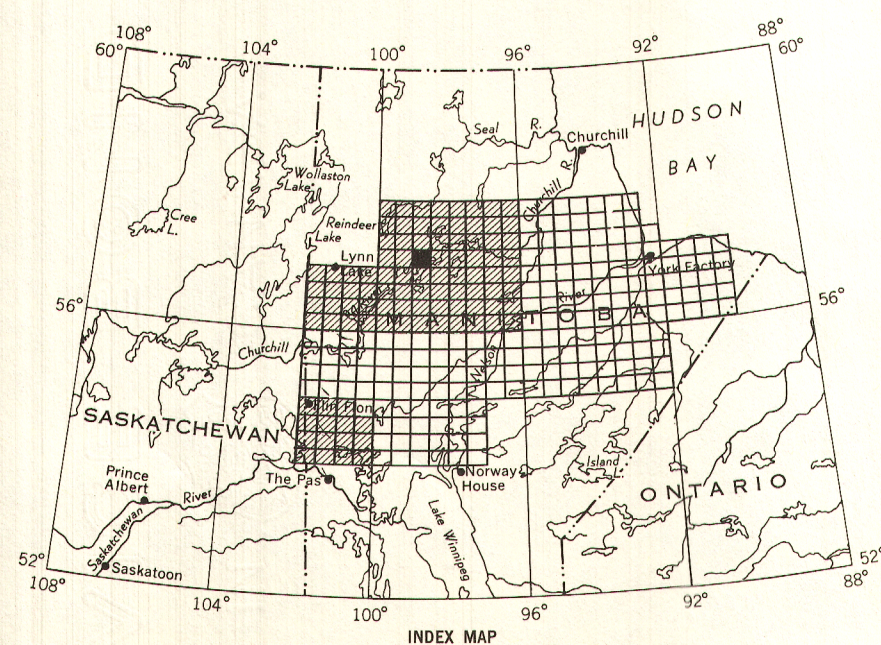 108°
104°
100°
96°
92°
88°
60°
60°
HUDSON
BAY
Seal R.
Churchill
Churchill R.
Wollaston
Lake
Cree
L.
Reindeer
Lake
Lynn
Lake
York Factory
River
56°
56°
MANITOBA
Churchill
Nelson
Flin Flon
SASKATCHEWAN
Prince
Albert
River
The Pas
Norway
House
Island
L.
ONTARIO
Saskatchewan
Lake Winnipeg
Saskatoon
52°
52°
108°
104°
100°
96°
92°
88°
INDEX MAP